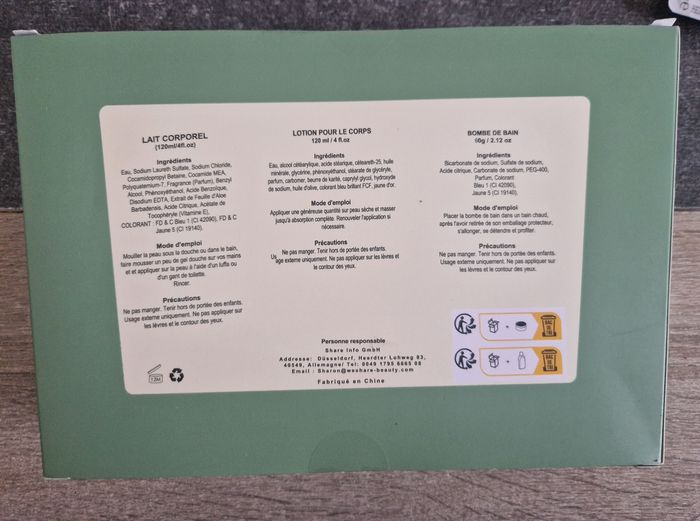 LAIT CORPOREL
(120ml/4fl.oz)
Ingrédients
Eau, Sodium Laureth Sulfate, Sodium Chloride,
Cocamidopropyl Betaine, Cocamide MEA,
Polyquaternium-7, Fragrance (Parfum), Benzyl
Alcool, Phénoxyéthanol, Acide Benzoïque,
Disodium EDTA, Extrait de Feuille d'Aloe
Barbadensis, Acide Citrique, Acétate de
Tocophéryle (Vitamine E),
COLORANT : FD & C Bleu 1 (CI 42090), FD & C
Jaune 5 (CI 19140).
Mode d'emploi
Mouiller la peau sous la douche ou dans le bain,
faire mousser un peu de gel douche sur vos mains
et et appliquer sur la peau à l'aide d'un luffa ou
d'un gant de toilette.
Rincer.
Précautions
Ne pas manger. Tenir hors de portée des enfants.
Usage externe uniquement. Ne pas appliquer sur
les lèvres et le contour des yeux.
12M
LOTION POUR LE CORPS
120 ml / 4 fl.oz
Ingrédients
Eau, alcool cétéarylique, acide stéarique, céteareth-25, huile
minérale, glycérine, phénoxyéthanol, stéarate de glycéryle,
parfum, carbomer, beurre de karité, caprylyl glycol, hydroxyde
de sodium, huile d'olive, colorant bleu brillant FCF, jaune d'or.
Mode d'emploi
Appliquer une généreuse quantité sur peau sèche et masser
jusqu'à absorption complète. Renouveler l'application si
nécessaire.
Précautions
Ne pas manger. Tenir hors de portée des enfants.
Usage externe uniquement. Ne pas appliquer sur les lèvres et
le contour des yeux.
BOMBE DE BAIN
60g / 2.12 oz
Ingrédients
Bicarbonate de sodium, Sulfate de sodium,
Acide citrique, Carbonate de sodium, PEG-400,
Parfum, Colorant
Bleu 1 (CI 42090),
Jaune 5 (CI 19140).
Mode d'emploi
Placer la bombe de bain dans un bain chaud,
après l'avoir retirée de son emballage protecteur,
s'allonger, se détendre et profiter.
Précautions
Ne pas manger. Tenir hors de portée des enfants.
Usage externe uniquement. Ne pas appliquer sur
les lèvres et le contour des yeux.
Personne responsable
Share Info GmbH
Addresse: Düsseldorf, Heerdter Lohweg 83,
40549, Allemagne/ Tel: 0049 1795 6665 08
Email : Sharon@weshare-beauty.com
Fabriqué en Chine
+
BAC DE TRI
+
BAC DE TRI